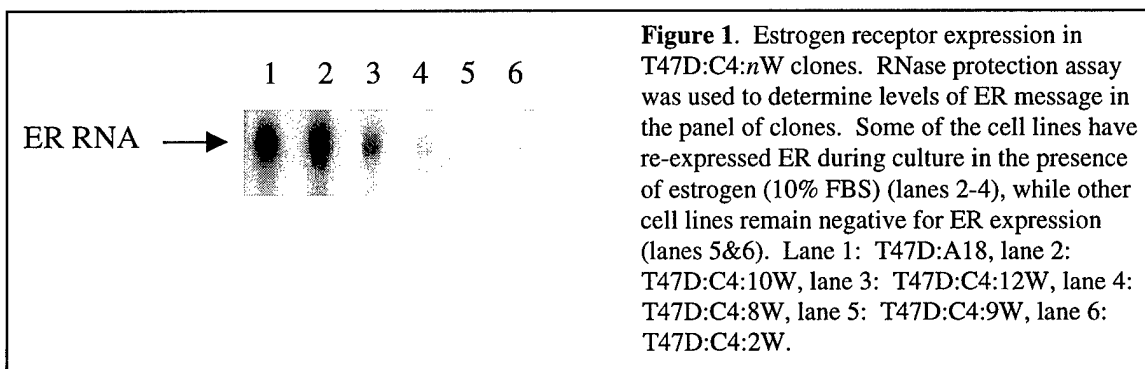 1 2 3 4 5 6
ER RNA
Figure 1. Estrogen receptor expression in
T47D:C4:nW clones. RNase protection assay
was used to determine levels of ER message in
the panel of clones. Some of the cell lines have
re-expressed ER during culture in the presence
of estrogen (10% FBS) (lanes 2-4), while other
cell lines remain negative for ER expression
(lanes 5&6). Lane 1: T47D:A18, lane 2:
T47D:C4:10W, lane 3: T47D:C4:12W, lane 4:
T47D:C4:8W, lane 5: T47D:C4:9W, lane 6:
T47D:C4:2W.